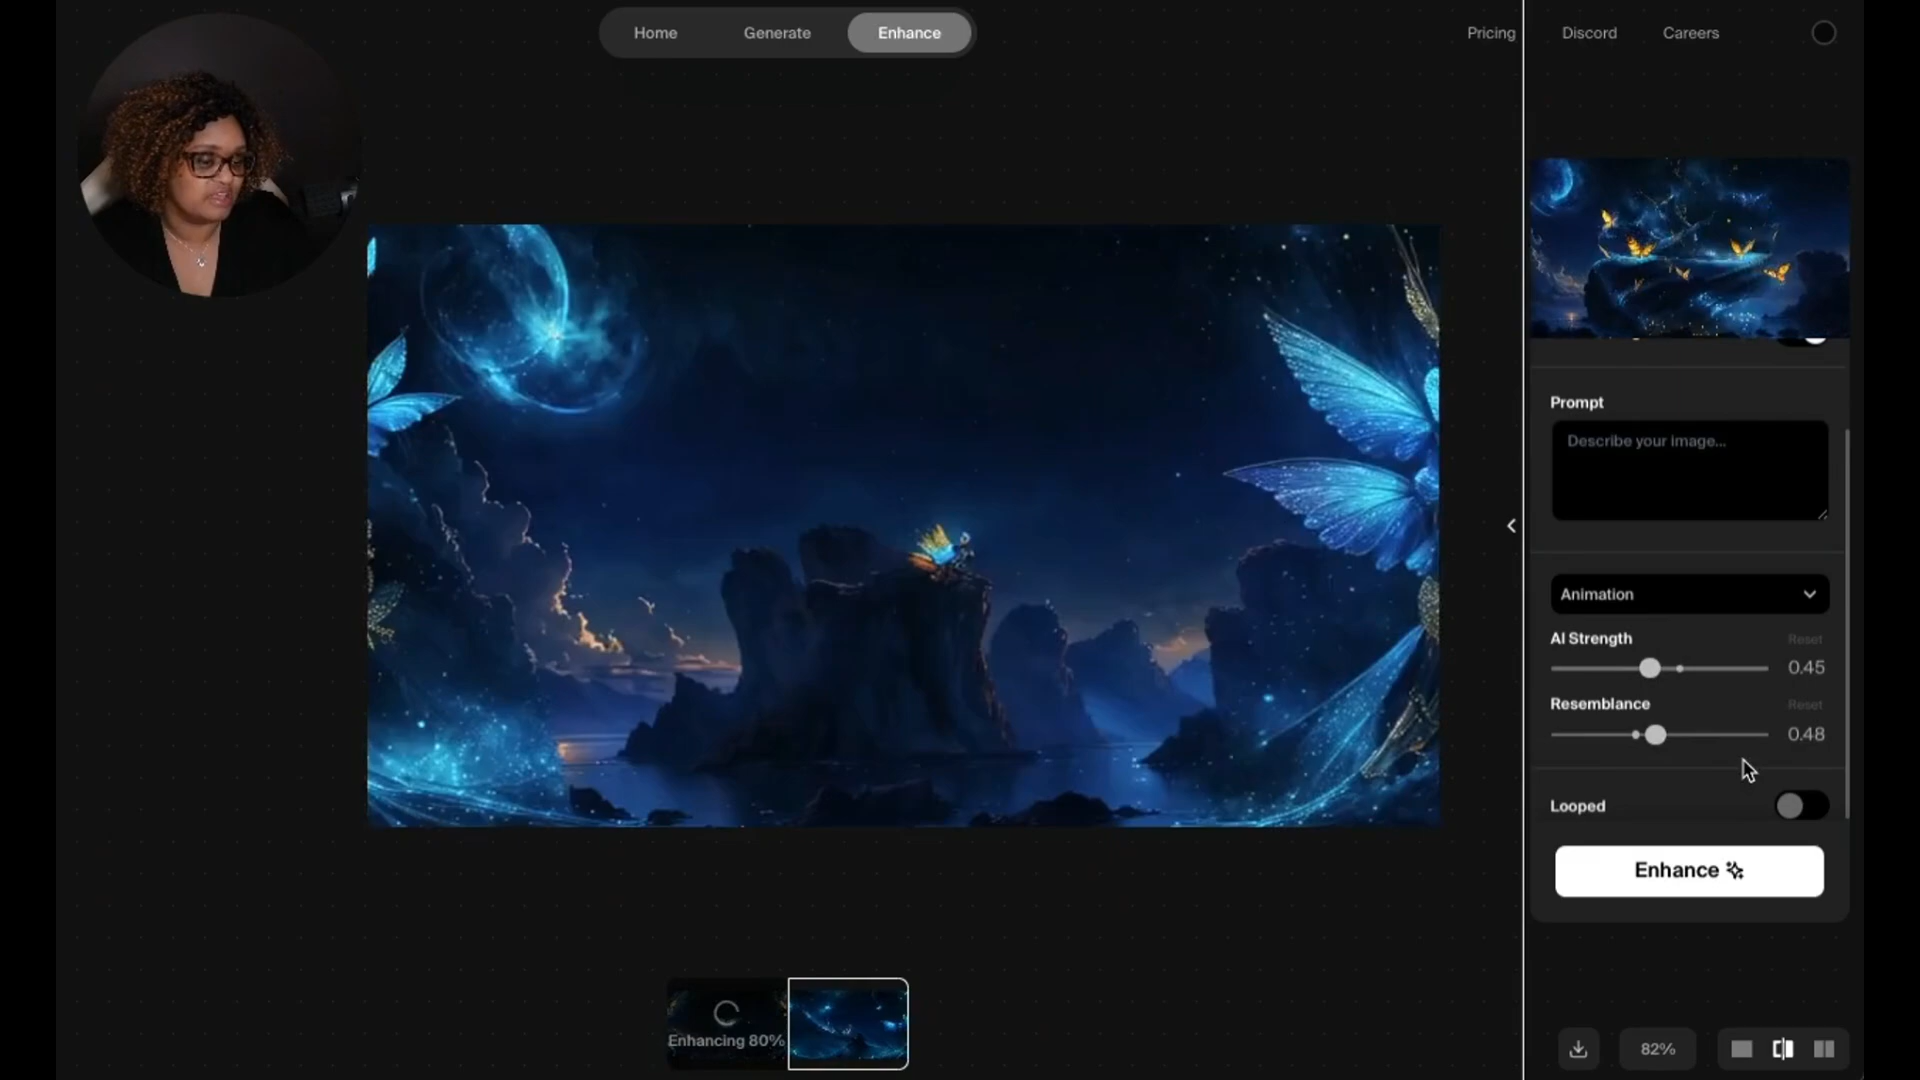 Home
Generate
Enhance
Pricing
Discord
Careers
Prompt
Describe your image...
Animation
AI Strength
Reset
0.45
Resemblance
Reset
0.48
Looped
Enhance
Enhancing 80%
82%